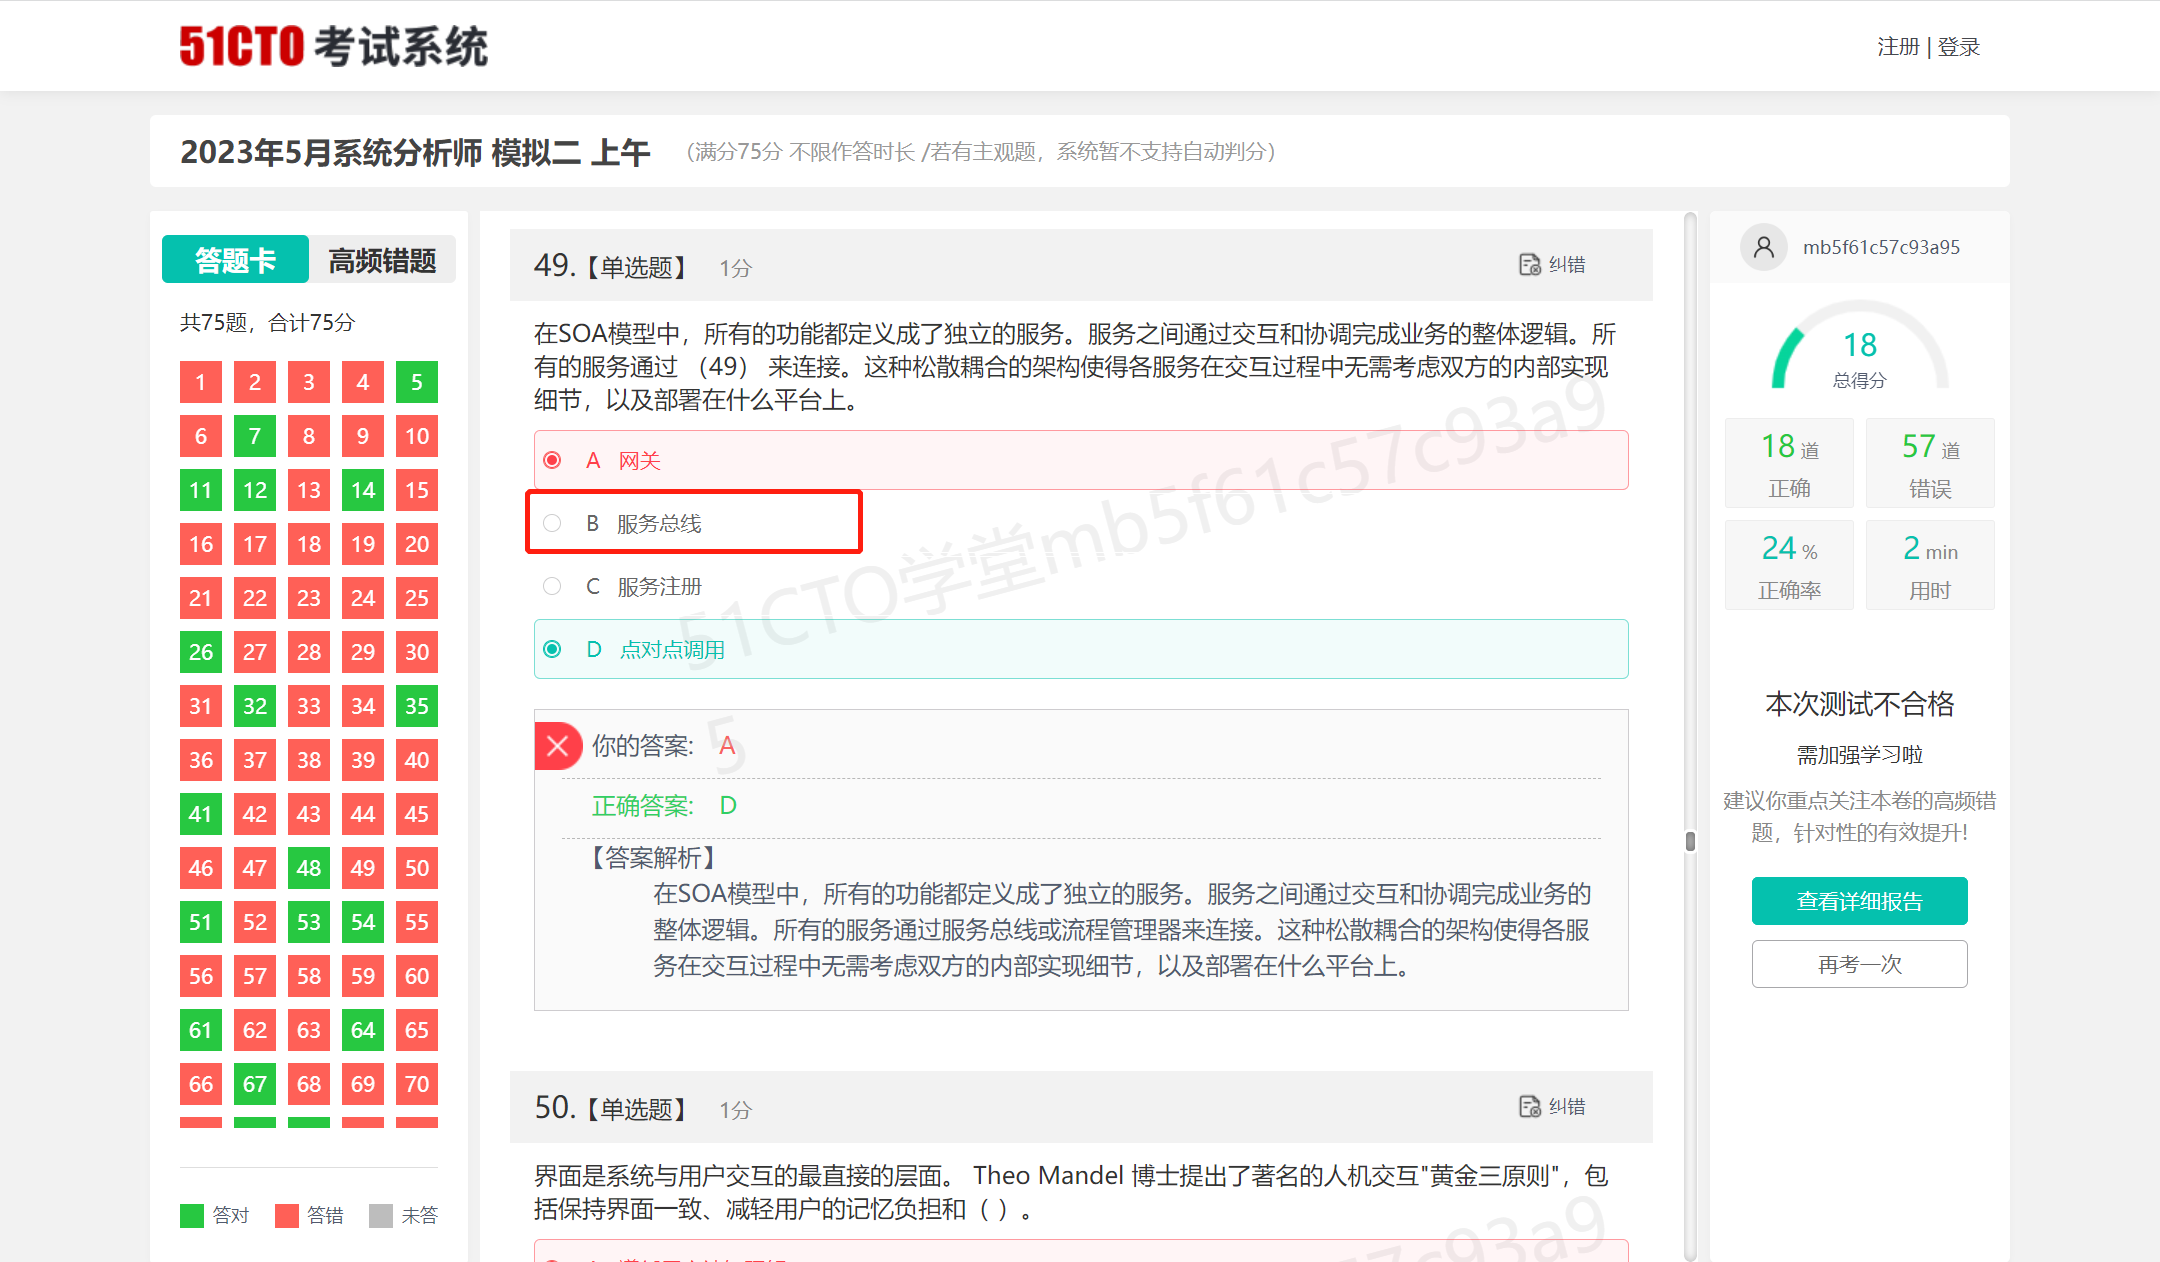 51CTO 考试系统
注册 | 登录
2023年5月系统分析师 模拟二 上午 （满分75分 不限作答时长 /若有主观题，系统暂不支持自动判分）
答题卡 高频错题
共75题，合计75分
1 2 3 4 5
6 7 8 9 10
11 12 13 14 15
16 17 18 19 20
21 22 23 24 25
26 27 28 29 30
31 32 33 34 35
36 37 38 39 40
41 42 43 44 45
46 47 48 49 50
51 52 53 54 55
56 57 58 59 60
61 62 63 64 65
66 67 68 69 70
答对 答错 未答
49.【单选题】 1分 纠错
在SOA模型中，所有的功能都定义成了独立的服务。服务之间通过交互和协调完成业务的整体逻辑。所
有的服务通过 （49） 来连接。这种松散耦合的架构使得各服务在交互过程中无需考虑双方的内部实现
细节，以及部署在什么平台上。
A 网关
B 服务总线
C 服务注册
D 点对点调用
51CTO学堂mb5f61c57c93a9
5
你的答案: A
正确答案: D
【答案解析】
在SOA模型中，所有的功能都定义成了独立的服务。服务之间通过交互和协调完成业务的
整体逻辑。所有的服务通过服务总线或流程管理器来连接。这种松散耦合的架构使得各服
务在交互过程中无需考虑双方的内部实现细节，以及部署在什么平台上。
50.【单选题】 1分 纠错
界面是系统与用户交互的最直接的层面。 Theo Mandel 博士提出了著名的人机交互"黄金三原则"，包
括保持界面一致、减轻用户的记忆负担和（ ）。
mb5f61c57c93a95
18
总得分
18 道
正确
57 道
错误
24 %
正确率
2 min
用时
本次测试不合格
需加强学习啦
建议你重点关注本卷的高频错
题，针对性的有效提升!
查看详细报告
再考一次